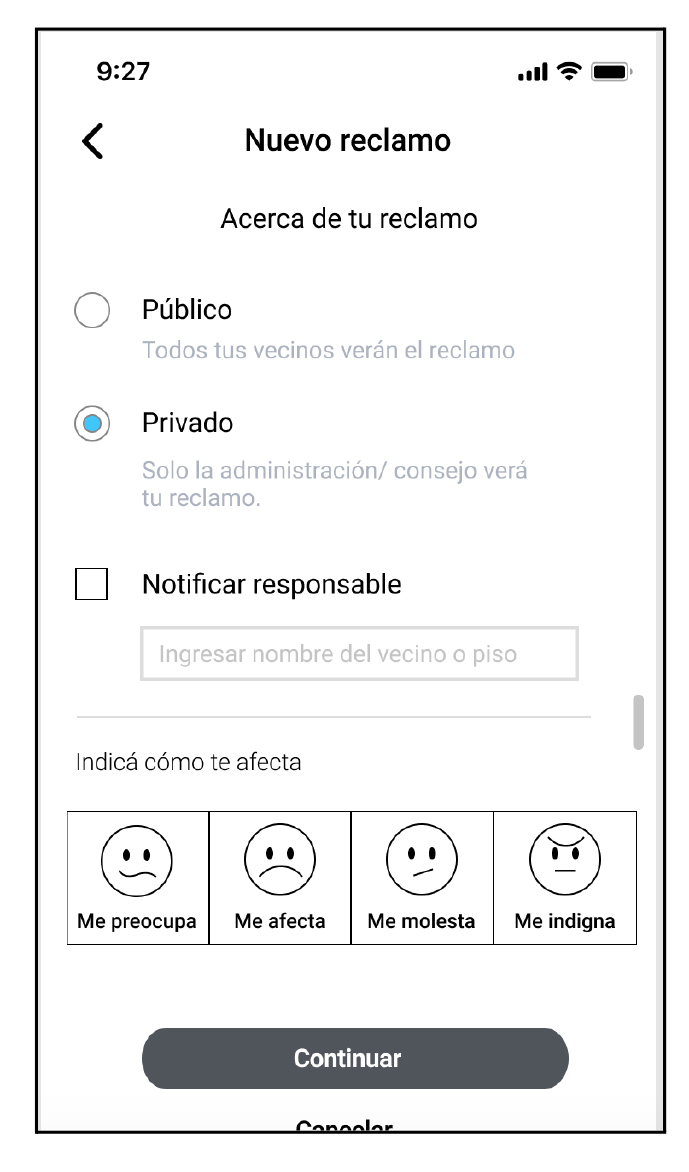 9:27
Nuevo reclamo
Acerca de tu reclamo
Público
Todos tus vecinos verán el reclamo
Privado
Solo la administración/ consejo verá
tu reclamo.
Notificar responsable
Ingresar nombre del vecino o piso
Indicá cómo te afecta
Me preocupa
Me afecta
Me molesta
Me indigna
Continuar
Cancelar